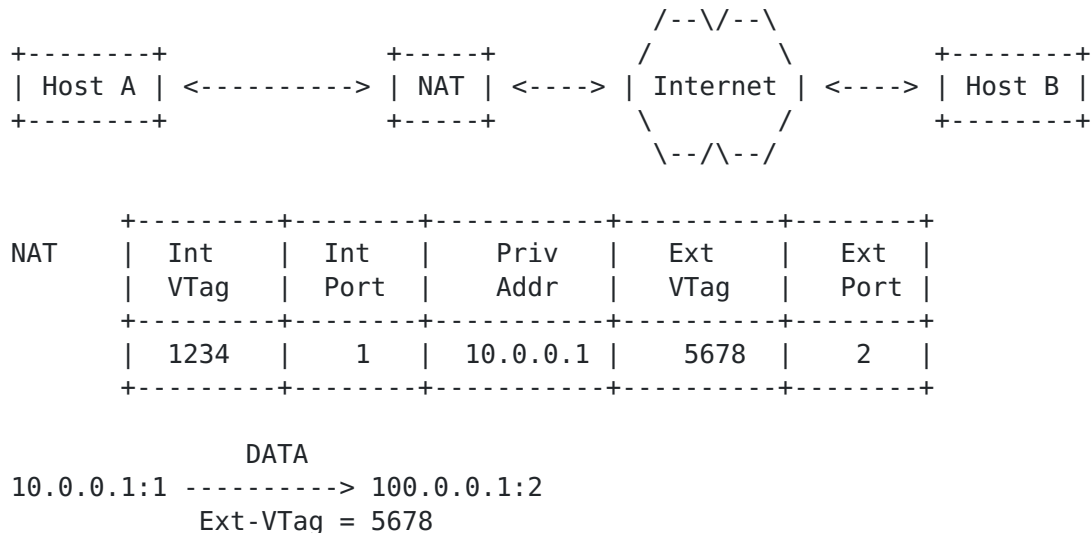 /--\/--\
+--------+ +-----+ / \ +--------+
| Host A | <----------> | NAT | <----> | Internet | <----> | Host B |
+--------+ +-----+ \ / +--------+
\--/\--/
+---------+--------+-----------+----------+--------+
NAT | Int | Int | Priv | Ext | Ext |
| VTag | Port | Addr | VTag | Port |
+---------+--------+-----------+----------+--------+
| 1234 | 1 | 10.0.0.1 | 5678 | 2 |
+---------+--------+-----------+----------+--------+
DATA
10.0.0.1:1 ----------> 100.0.0.1:2
Ext-VTag = 5678